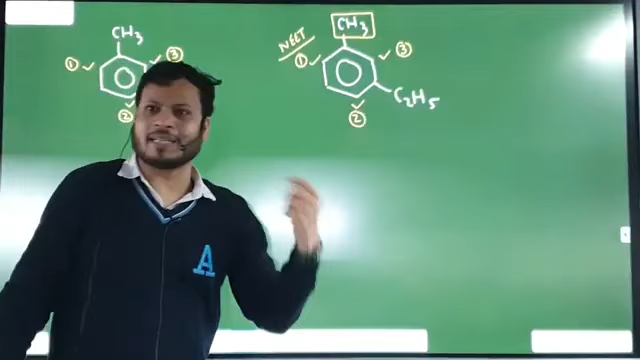 CH3
① ③
②
NEET
CH3
① ③
C2H5
②
A